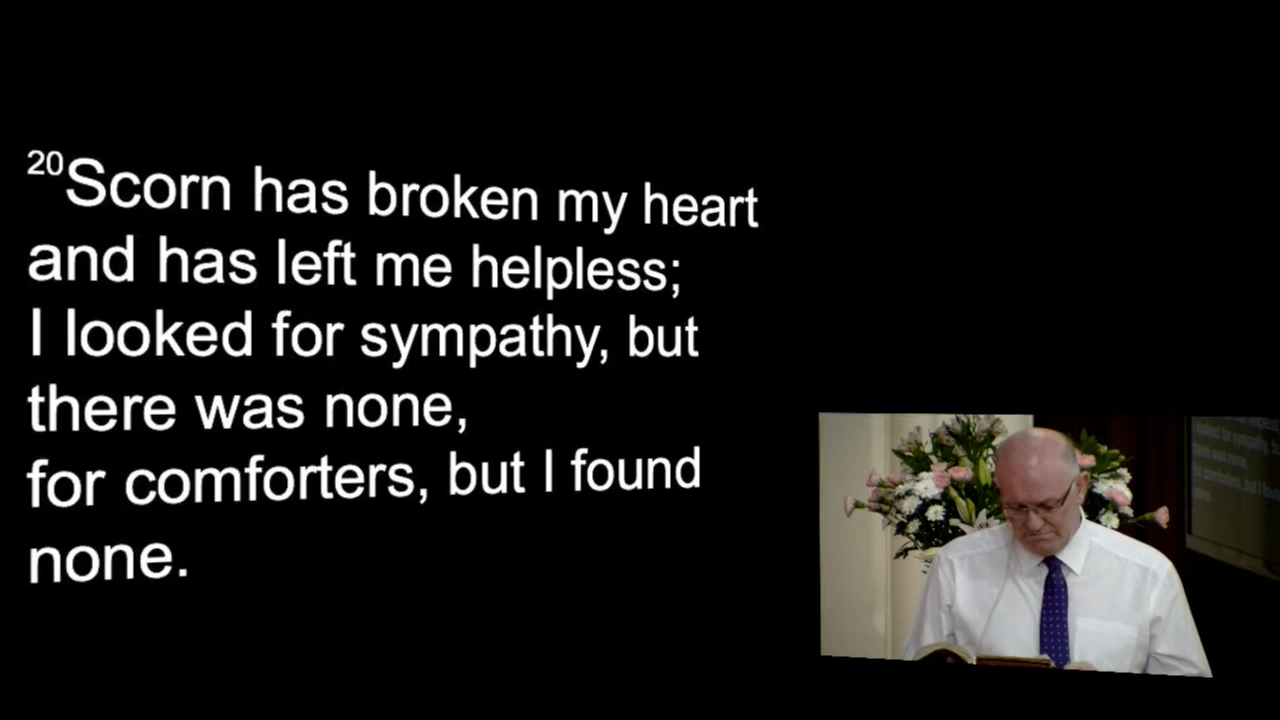 20Scorn has broken my heart
and has left me helpless;
I looked for sympathy, but
there was none,
for comforters, but I found
none.